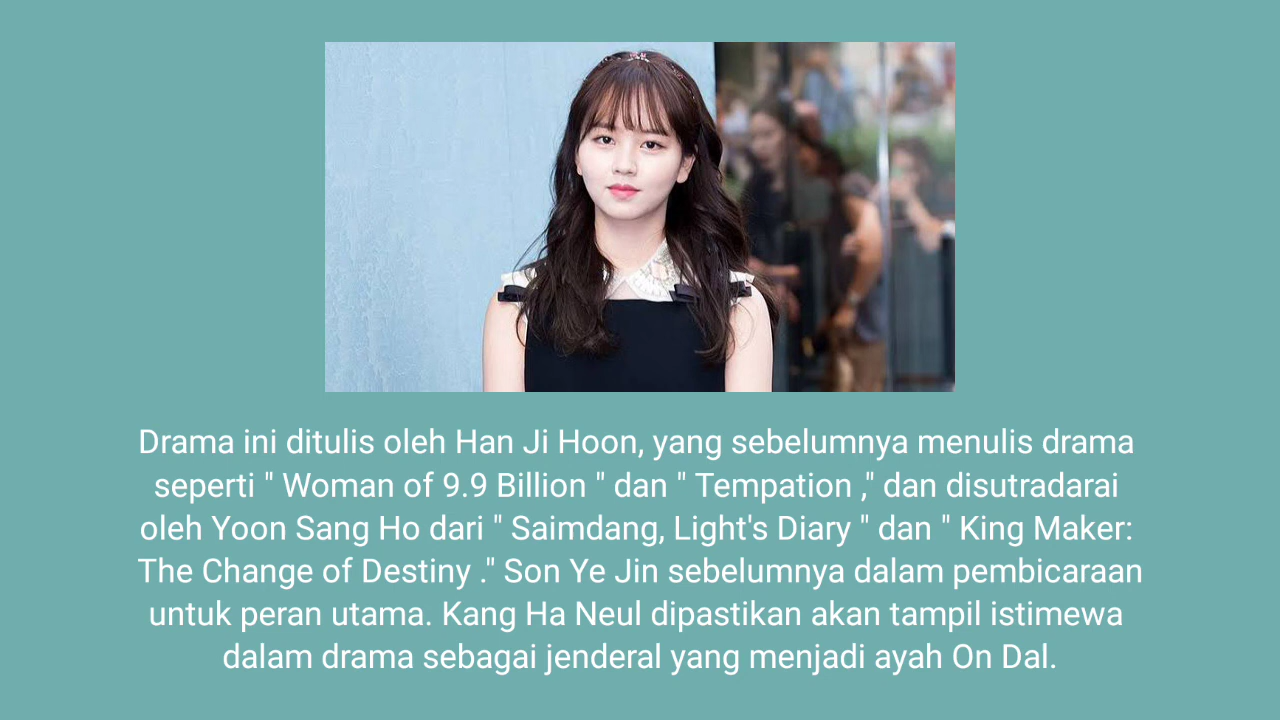 Drama ini ditulis oleh Han Ji Hoon, yang sebelumnya menulis drama
seperti " Woman of 9.9 Billion " dan " Tempation ," dan disutradarai
oleh Yoon Sang Ho dari " Saimdang, Light's Diary " dan " King Maker:
The Change of Destiny ." Son Ye Jin sebelumnya dalam pembicaraan
untuk peran utama. Kang Ha Neul dipastikan akan tampil istimewa
dalam drama sebagai jenderal yang menjadi ayah On Dal.